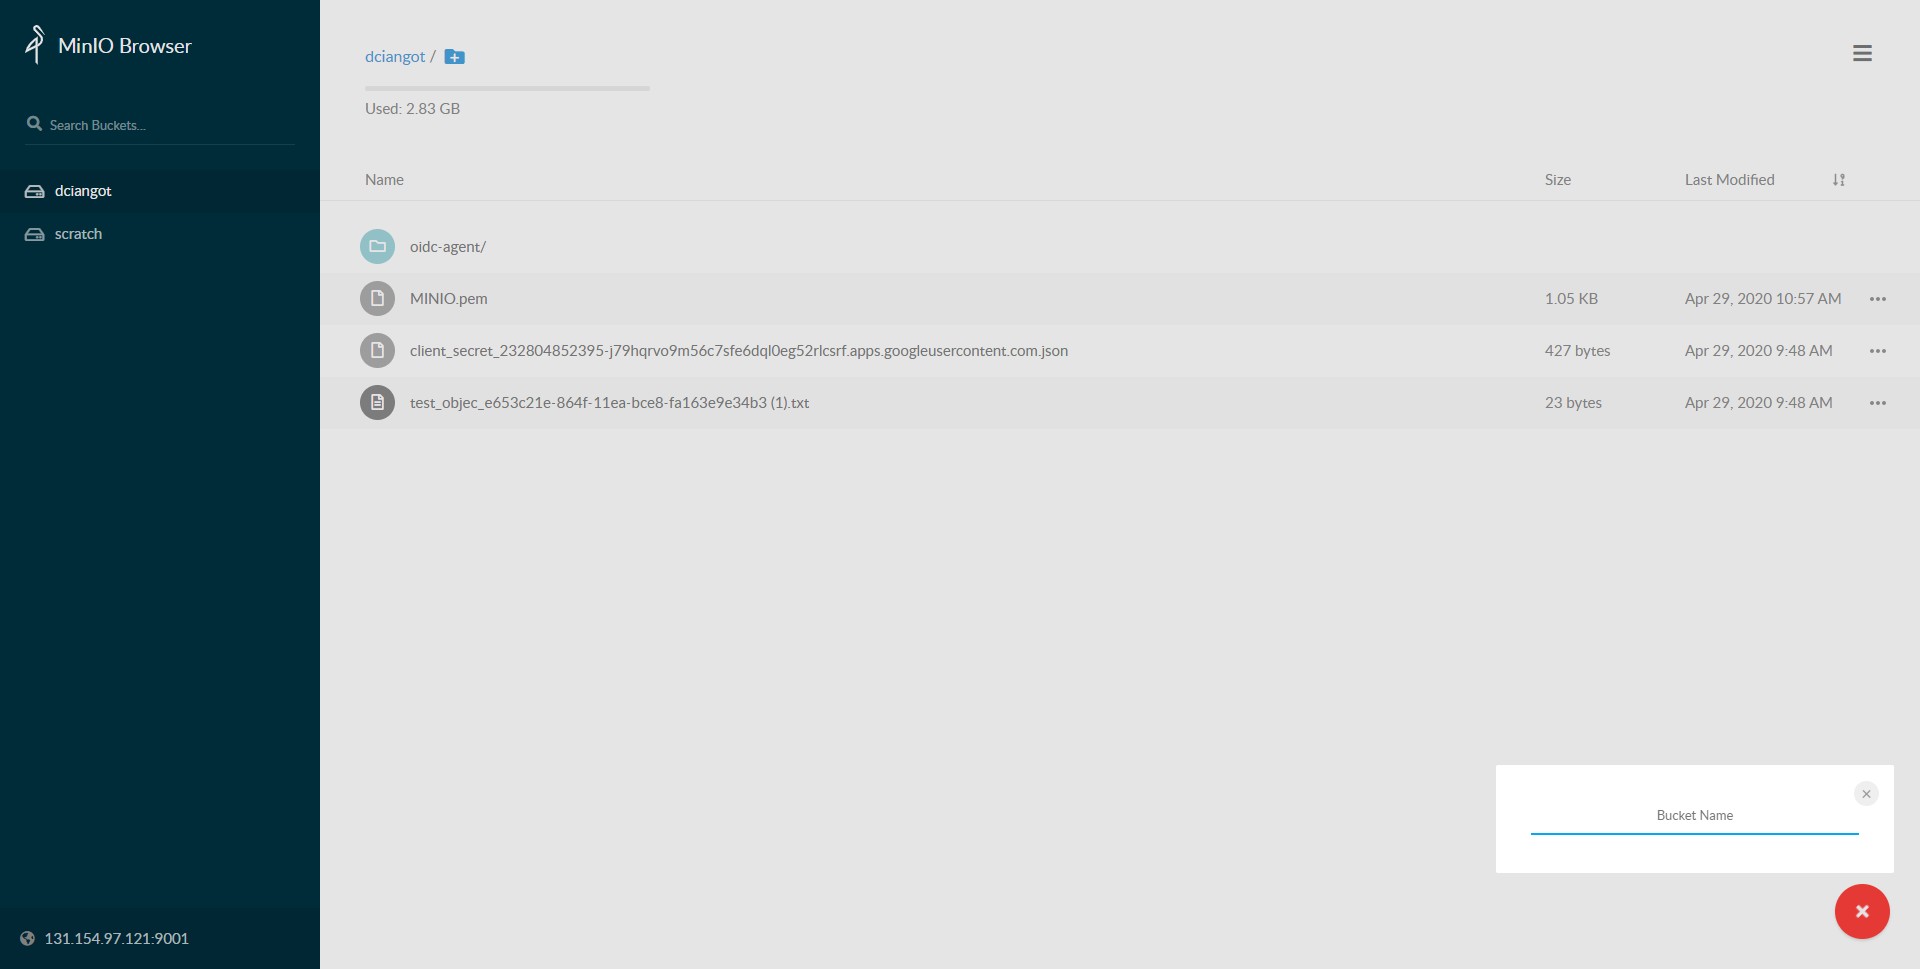 MinIO Browser
Search Buckets...
dciangot
scratch
131.154.97.121:9001
dciangot /
Used: 2.83 GB
Name Size Last Modified
oidc-agent/
MINIO.pem 1.05 KB Apr 29, 2020 10:57 AM
client_secret_232804852395-j79hqrvo9m56c7sfe6dql0eg52rlcsrf.apps.googleusercontent.com.json 427 bytes Apr 29, 2020 9:48 AM
test_objec_e653c21e-864f-11ea-bce8-fa163e9e34b3 (1).txt 23 bytes Apr 29, 2020 9:48 AM
Bucket Name